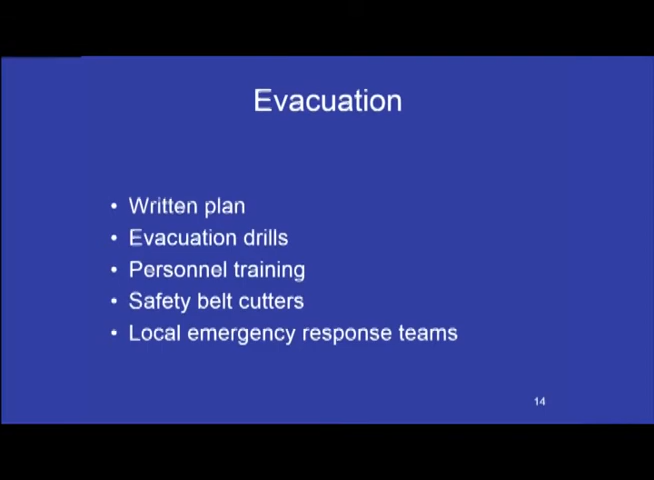 Evacuation
• Written plan
• Evacuation drills
• Personnel training
• Safety belt cutters
• Local emergency response teams
14